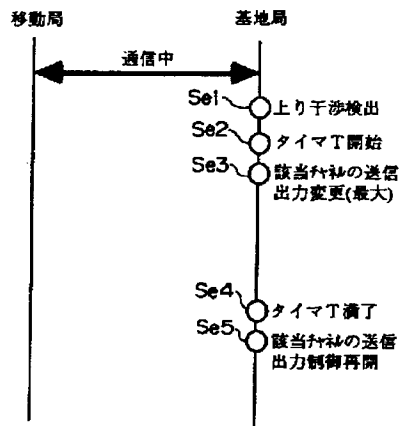 移動局
基地局
通信中
Se1
上り干渉検出
Se2
タイマT開始
Se3
該当チャネルの送信
出力変更(最大)
Se4
タイマT満了
Se5
該当チャネルの送信
出力制御再開